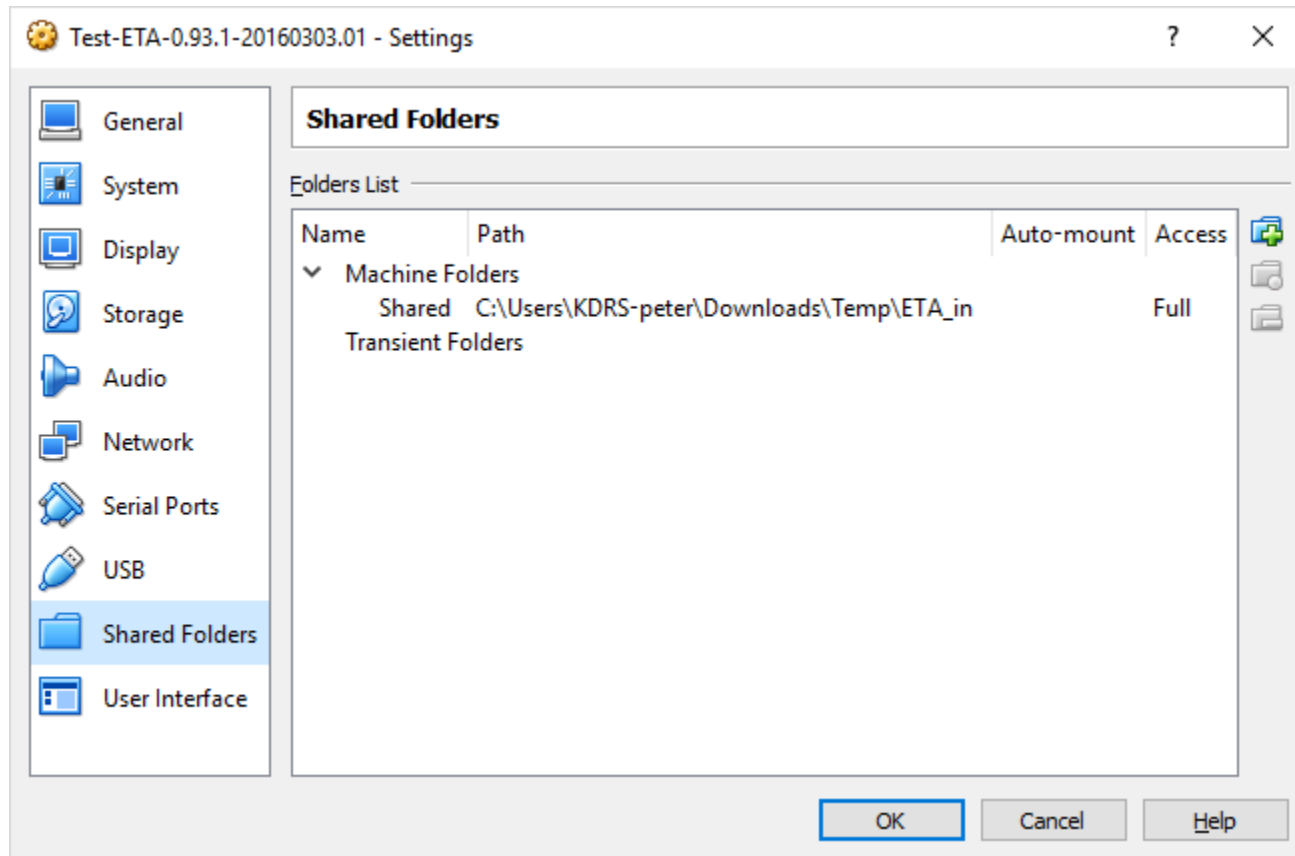 Test-ETA-0.93.1-20160303.01 - Settings ?
General
System
Display
Storage
Audio
Network
Serial Ports
USB
Shared Folders
User Interface
Shared Folders
Folders List
Name Path Auto-mount Access
Machine Folders
Shared C:\Users\KDRS-peter\Downloads\Temp\ETA_in Full
Transient Folders
OK Cancel Help